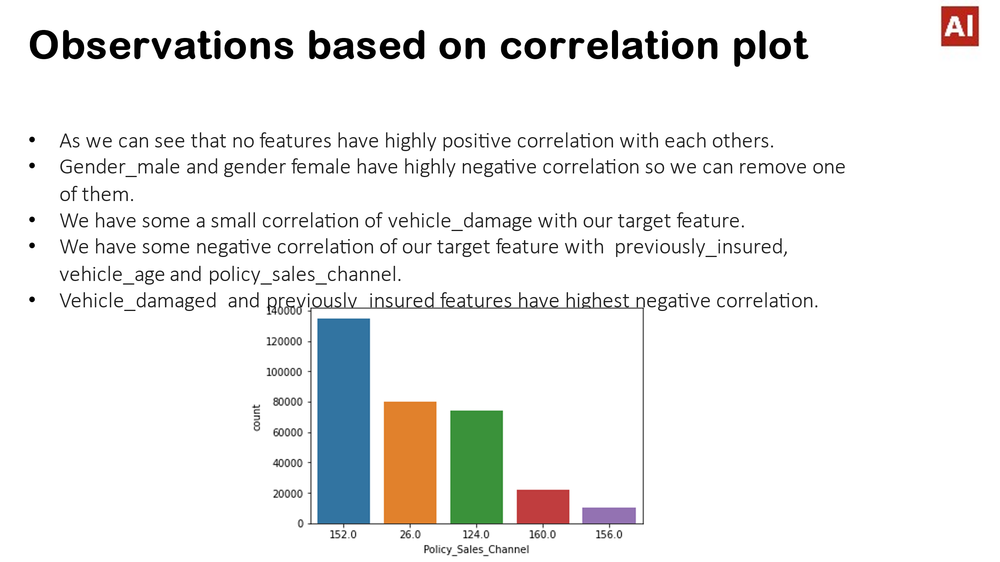 AI
Observations based on correlation plot
• As we can see that no features have highly positive correlation with each others.
• Gender_male and gender female have highly negative correlation so we can remove one
of them.
• We have some a small correlation of vehicle_damage with our target feature.
• We have some negative correlation of our target feature with previously_insured,
vehicle_age and policy_sales_channel.
• Vehicle_damaged and previously_insured features have highest negative correlation.
140000
120000
100000
80000
60000
40000
20000
0
count
152.0 26.0 124.0 160.0 156.0
Policy_Sales_Channel